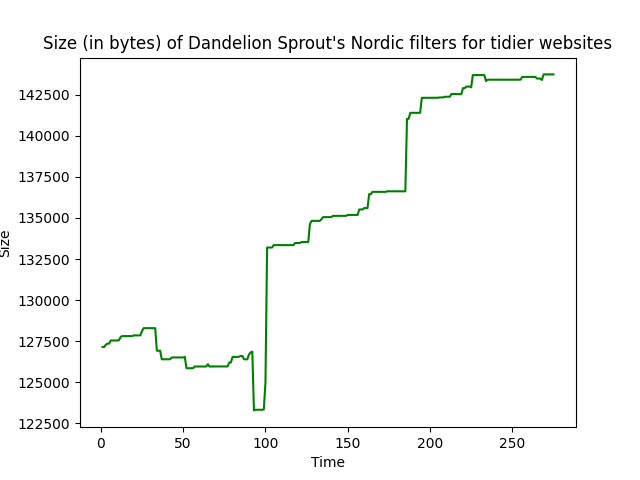 Size (in bytes) of Dandelion Sprout's Nordic filters for tidier websites
142500
140000
137500
135000
132500
130000
127500
125000
122500
Size
0 50 100 150 200 250
Time